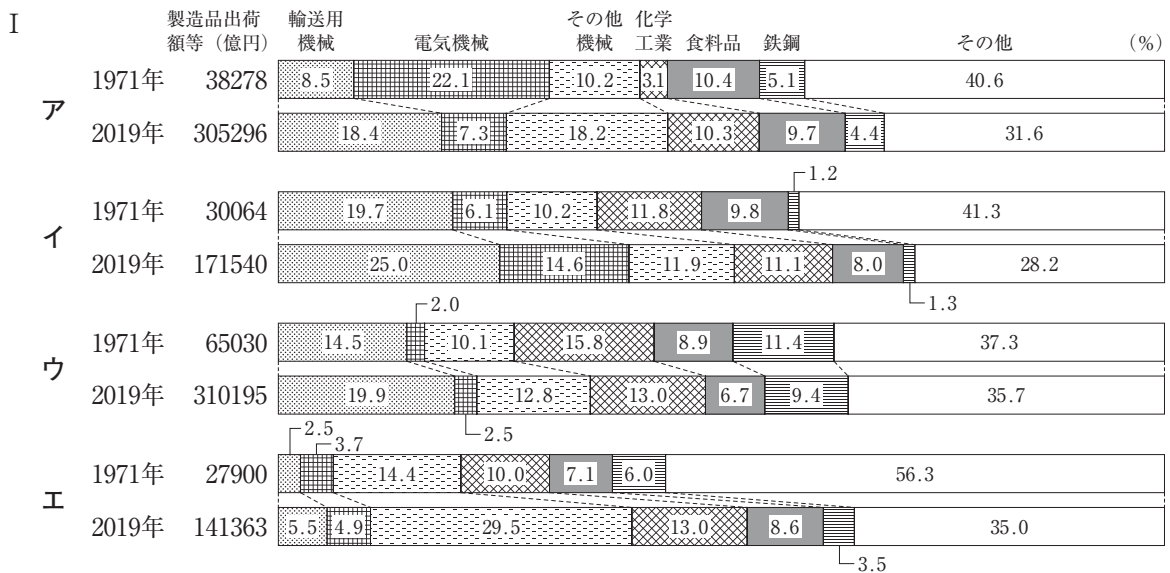 Ⅰ
製造品出荷 輸送用 その他 化学
額等（億円） 機械 電気機械 機械 工業 食料品 鉄鋼 その他 （%）
ア
1971年 38278 8.5 22.1 10.2 3.1 10.4 5.1 40.6
2019年 305296 18.4 7.3 18.2 10.3 9.7 4.4 31.6
イ
1.2
1971年 30064 19.7 6.1 10.2 11.8 9.8 41.3
2019年 171540 25.0 14.6 11.9 11.1 8.0 28.2
1.3
ウ
2.0
1971年 65030 14.5 10.1 15.8 8.9 11.4 37.3
2019年 310195 19.9 12.8 13.0 6.7 9.4 35.7
2.5
エ
2.5
3.7
1971年 27900 14.4 10.0 7.1 6.0 56.3
2019年 141363 5.5 4.9 29.5 13.0 8.6 35.0
3.5